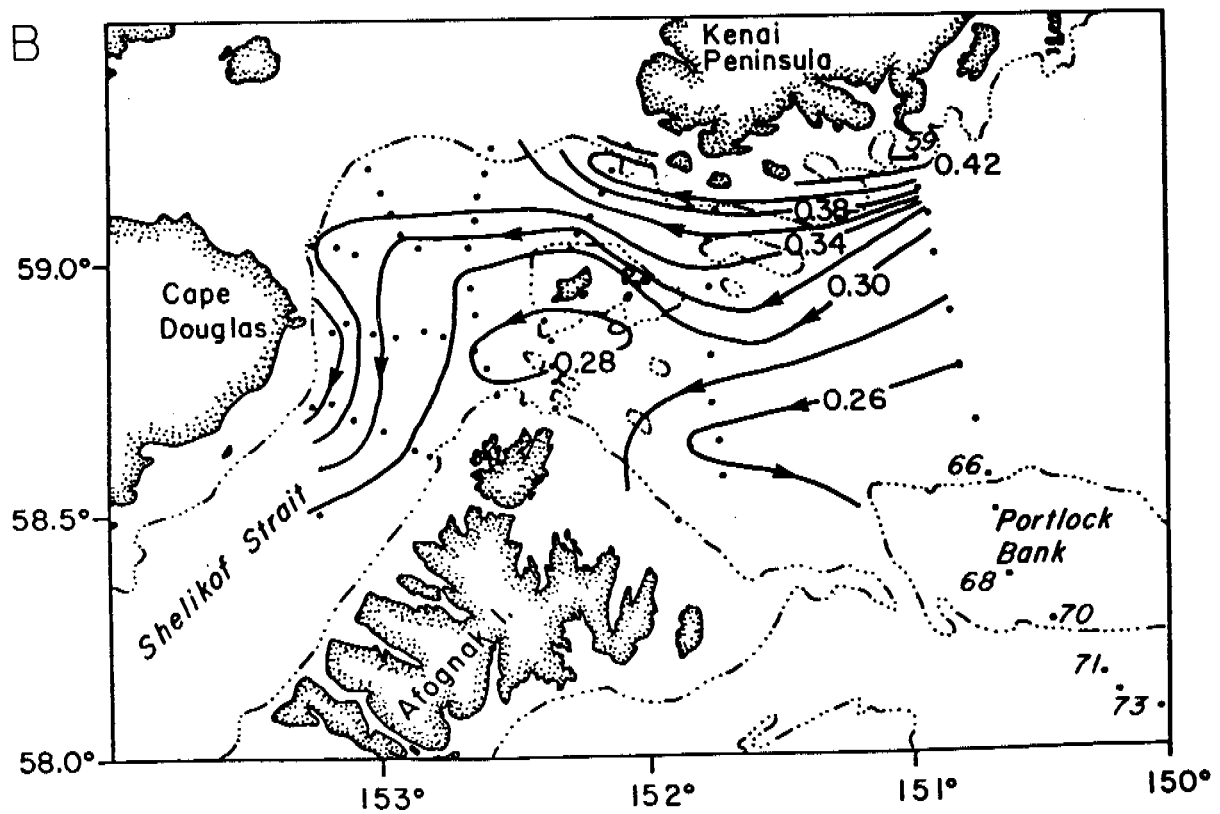 B
Kenai
Peninsula
59
0.42
0.38
0.34
59.0°
0.30
Cape
Douglas
0.28
0.26
66
58.5°
Portlock
Bank
68
Shelikof Strait
70
Afognak I.
71
73
58.0°
153°
152°
151°
150°